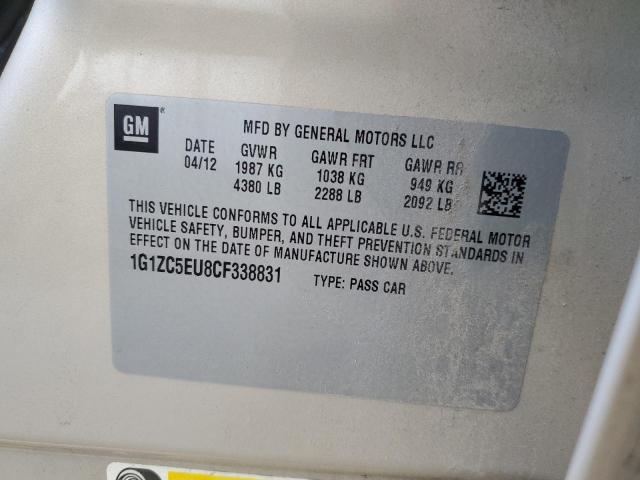 GM ®
MFD BY GENERAL MOTORS LLC
DATE GVWR GAWR FRT GAWR RR
04/12 1987 KG 1038 KG 949 KG
4380 LB 2288 LB 2092 LB
THIS VEHICLE CONFORMS TO ALL APPLICABLE U.S. FEDERAL MOTOR
VEHICLE SAFETY, BUMPER, AND THEFT PREVENTION STANDARDS IN
EFFECT ON THE DATE OF MANUFACTURE SHOWN ABOVE.
1G1ZC5EU8CF338831 TYPE: PASS CAR